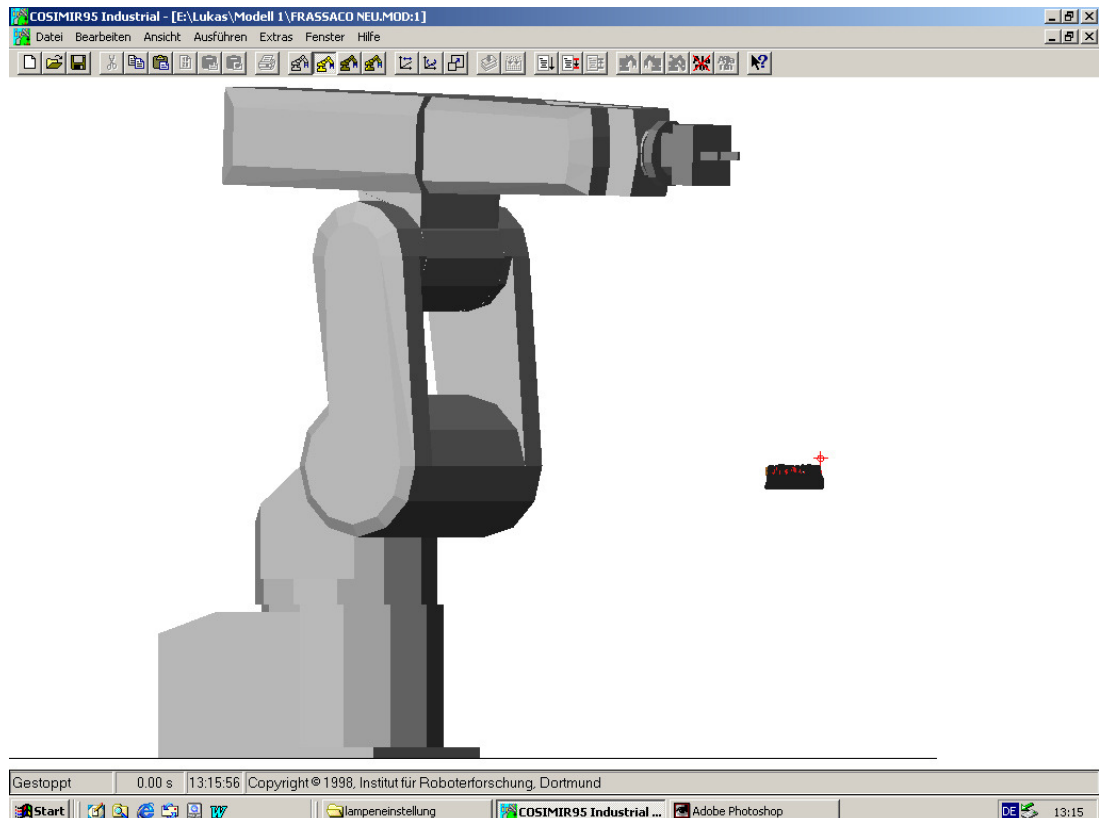 COSIMIR95 Industrial - [E:\Lukas\Modell 1\FRASSACO NEU.MOD:1]
Datei Bearbeiten Ansicht Ausführen Extras Fenster Hilfe
Gestoppt 0.00 s 13:15:56 Copyright © 1998, Institut für Roboterforschung, Dortmund
Start lampeneinstellung COSIMIR95 Industrial ... Adobe Photoshop DE 13:15